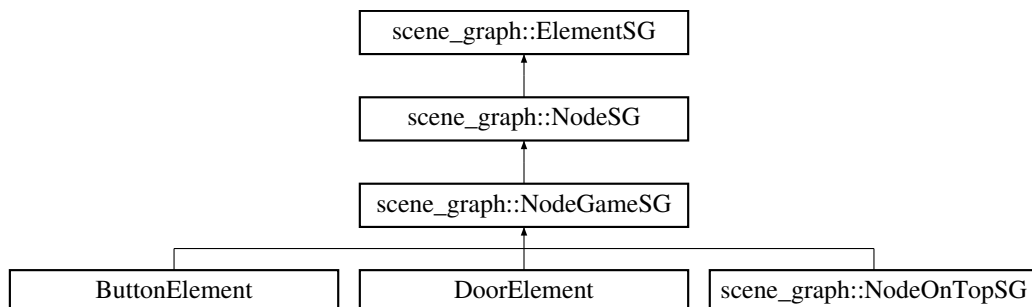 scene_graph::ElementSG
scene_graph::NodeSG
scene_graph::NodeGameSG
ButtonElement
DoorElement
scene_graph::NodeOnTopSG